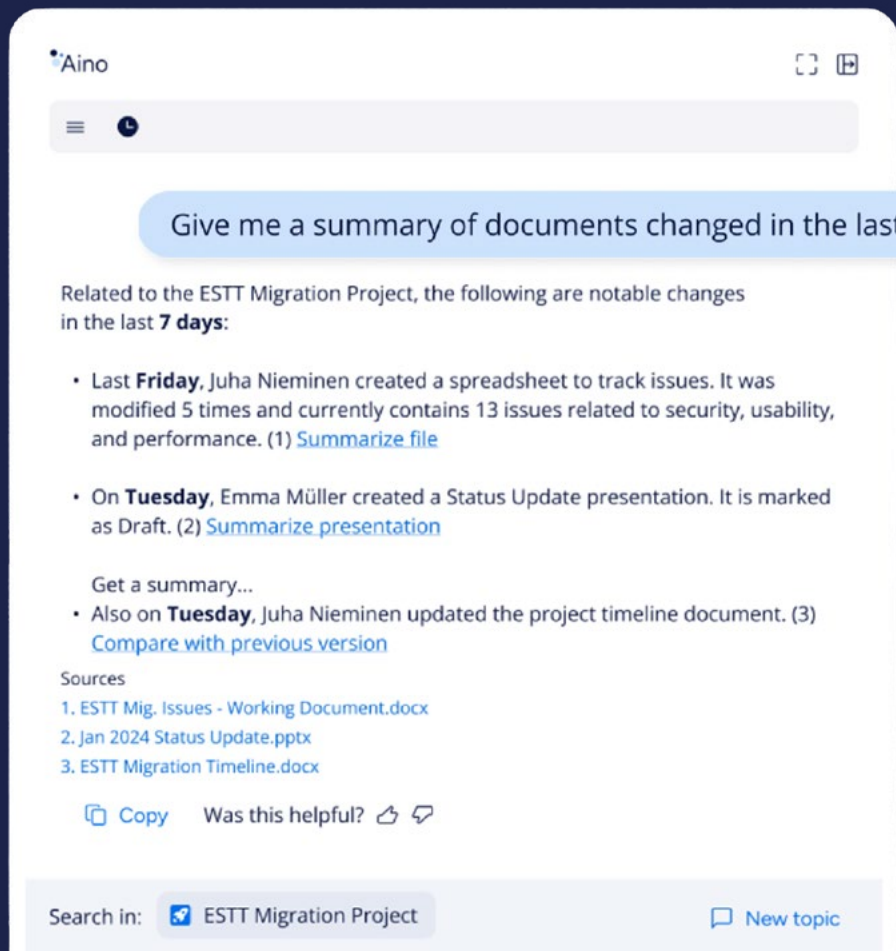 Aino
Give me a summary of documents changed in the last
Related to the ESTT Migration Project, the following are notable changes
in the last 7 days:
• Last Friday, Juha Nieminen created a spreadsheet to track issues. It was
modified 5 times and currently contains 13 issues related to security, usability,
and performance. (1) Summarize file
• On Tuesday, Emma Müller created a Status Update presentation. It is marked
as Draft. (2) Summarize presentation
Get a summary...
• Also on Tuesday, Juha Nieminen updated the project timeline document. (3)
Compare with previous version
Sources
1. ESTT Mig. Issues - Working Document.docx
2. Jan 2024 Status Update.pptx
3. ESTT Migration Timeline.docx
Copy Was this helpful?
Search in: ESTT Migration Project New topic